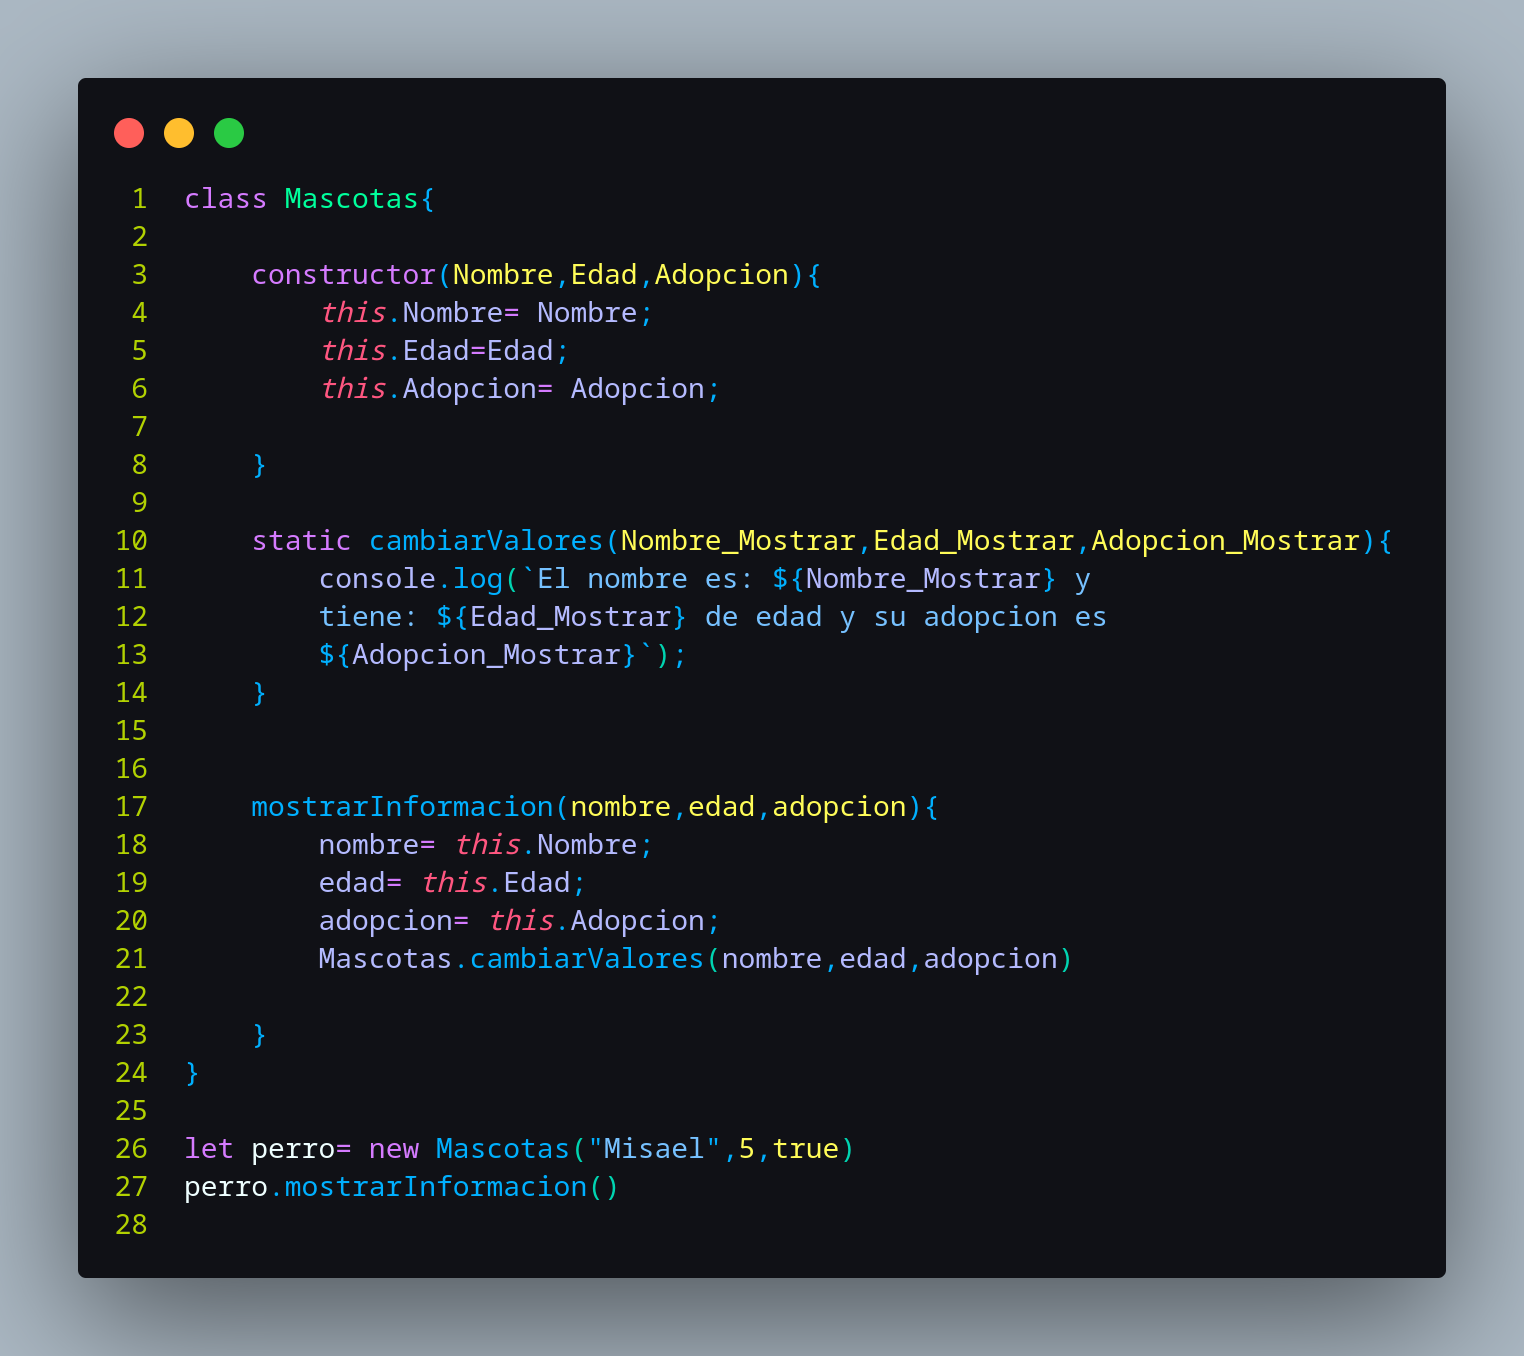 1 class Mascotas{
2
3     constructor(Nombre,Edad,Adopcion){
4         this.Nombre= Nombre;
5         this.Edad=Edad;
6         this.Adopcion= Adopcion;
7
8     }
9
10     static cambiarValores(Nombre_Mostrar,Edad_Mostrar,Adopcion_Mostrar){
11         console.log(`El nombre es: ${Nombre_Mostrar} y
12         tiene: ${Edad_Mostrar} de edad y su adopcion es
13         ${Adopcion_Mostrar}`);
14     }
15
16
17     mostrarInformacion(nombre,edad,adopcion){
18         nombre= this.Nombre;
19         edad= this.Edad;
20         adopcion= this.Adopcion;
21         Mascotas.cambiarValores(nombre,edad,adopcion)
22
23     }
24 }
25
26 let perro= new Mascotas("Misael",5,true)
27 perro.mostrarInformacion()
28